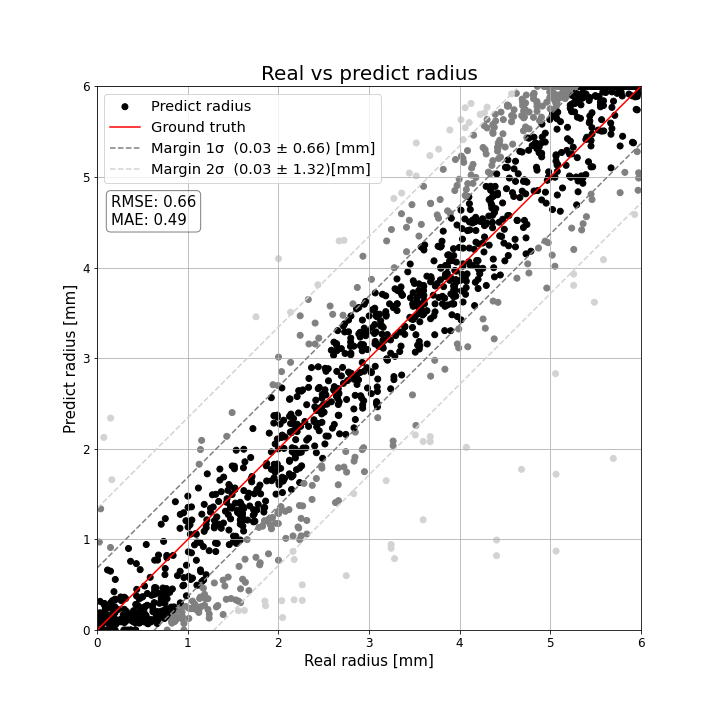 Real vs predict radius
Predict radius
Ground truth
Margin 1σ  (0.03 ± 0.66) [mm]
Margin 2σ  (0.03 ± 1.32)[mm]
RMSE: 0.66
MAE: 0.49
Predict radius [mm]
6
5
4
3
2
1
0
0 1 2 3 4 5 6
Real radius [mm]